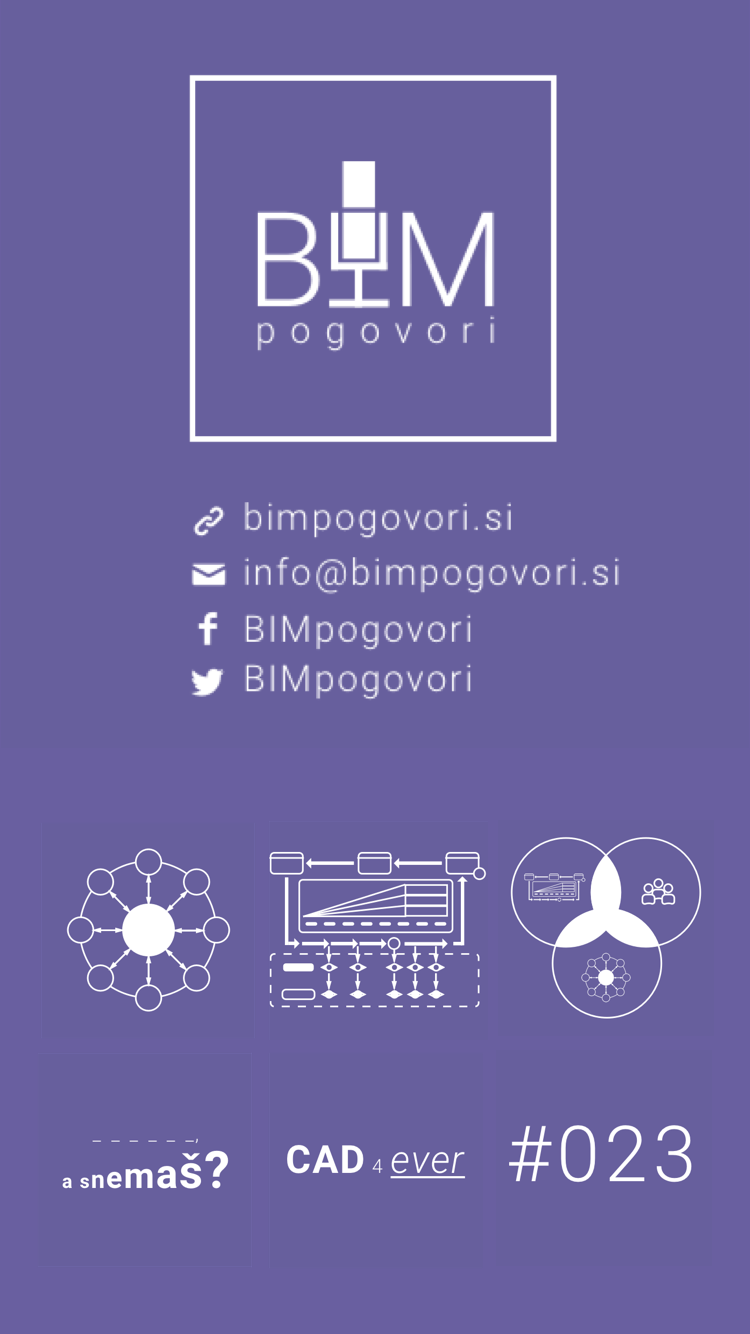 BIM
pogovori
bimpogovori.si
info@bimpogovori.si
BIMpogovori
BIMpogovori
_ _ _ _ _ _,
a snemaš?
CAD 4 ever
#023